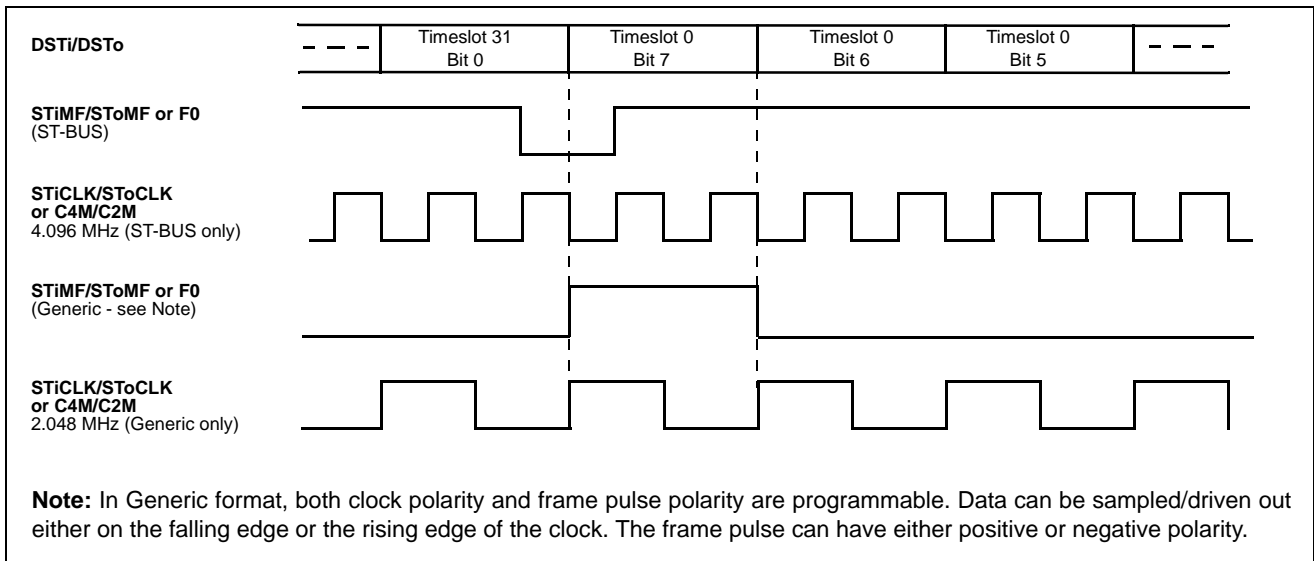 DSTi/DSTo
Timeslot 31
Bit 0
Timeslot 0
Bit 7
Timeslot 0
Bit 6
Timeslot 0
Bit 5
STiMF/SToMF or F0
(ST-BUS)
STiCLK/SToCLK
or C4M/C2M
4.096 MHz (ST-BUS only)
STiMF/SToMF or F0
(Generic - see Note)
STiCLK/SToCLK
or C4M/C2M
2.048 MHz (Generic only)
Note: In Generic format, both clock polarity and frame pulse polarity are programmable. Data can be sampled/driven out
either on the falling edge or the rising edge of the clock. The frame pulse can have either positive or negative polarity.